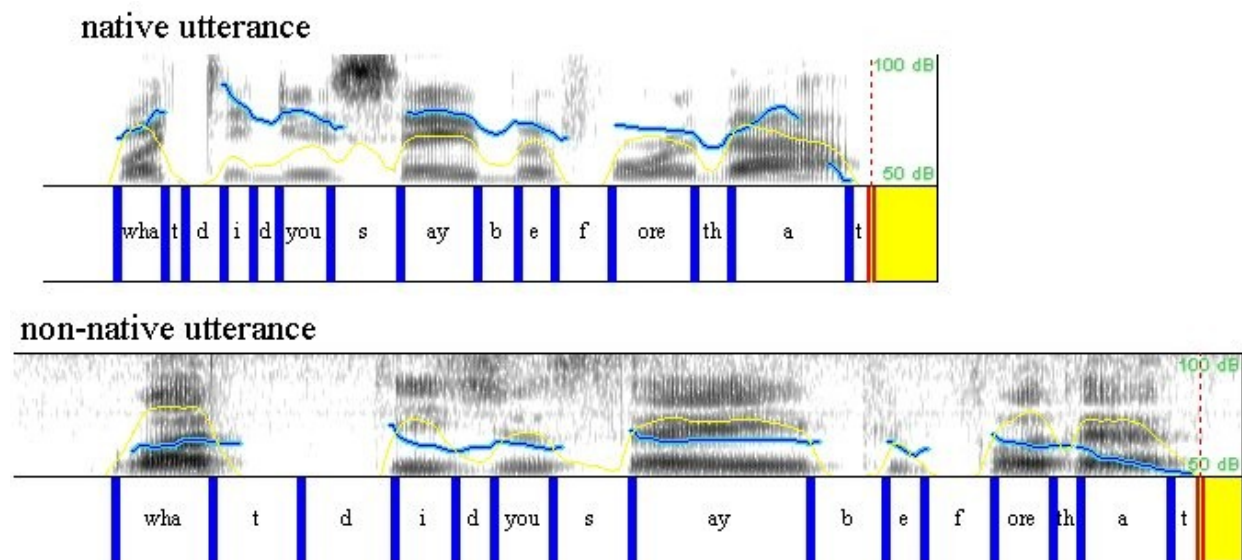 native utterance
100 dB
50 dB
wha t d i d you s ay b e f ore th a t
non-native utterance
100 dB
50 dB
wha t d i d you s ay b e f ore th a t